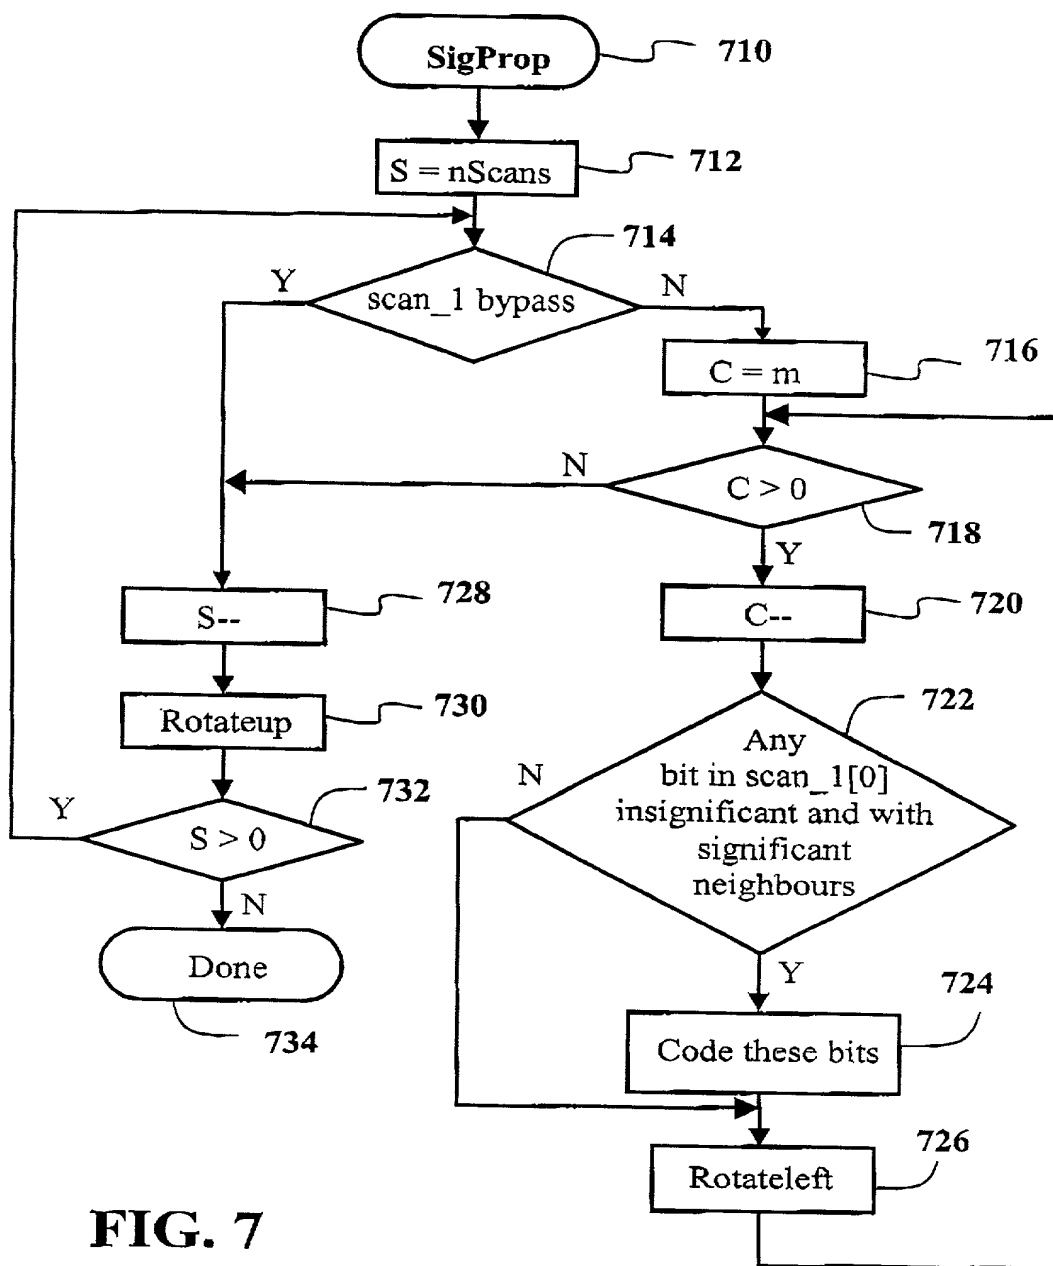 SigProp
710
S = nScans
712
714
Y
scan_1 bypass
N
716
C = m
N
C > 0
718
Y
728
S--
720
C--
730
Rotateup
722
Any
bit in scan_1[0]
insignificant and with
significant
neighbours
N
732
Y
S > 0
N
Done
734
Y
724
Code these bits
726
Rotateleft
FIG. 7